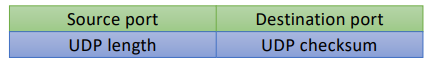 Source port Destination port
UDP length UDP checksum